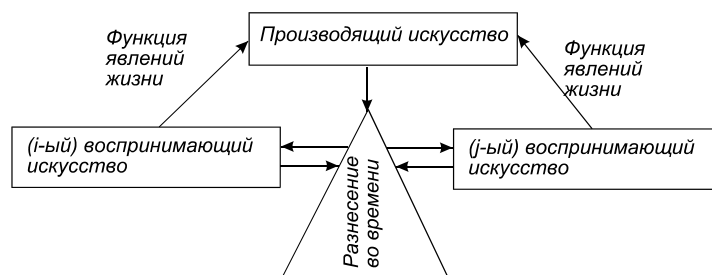 Функция
явлений
жизни
Производящий искусство
Функция
явлений
жизни
(i-ый) воспринимающий
искусство
(j-ый) воспринимающий
искусство
Разнесение
во времени